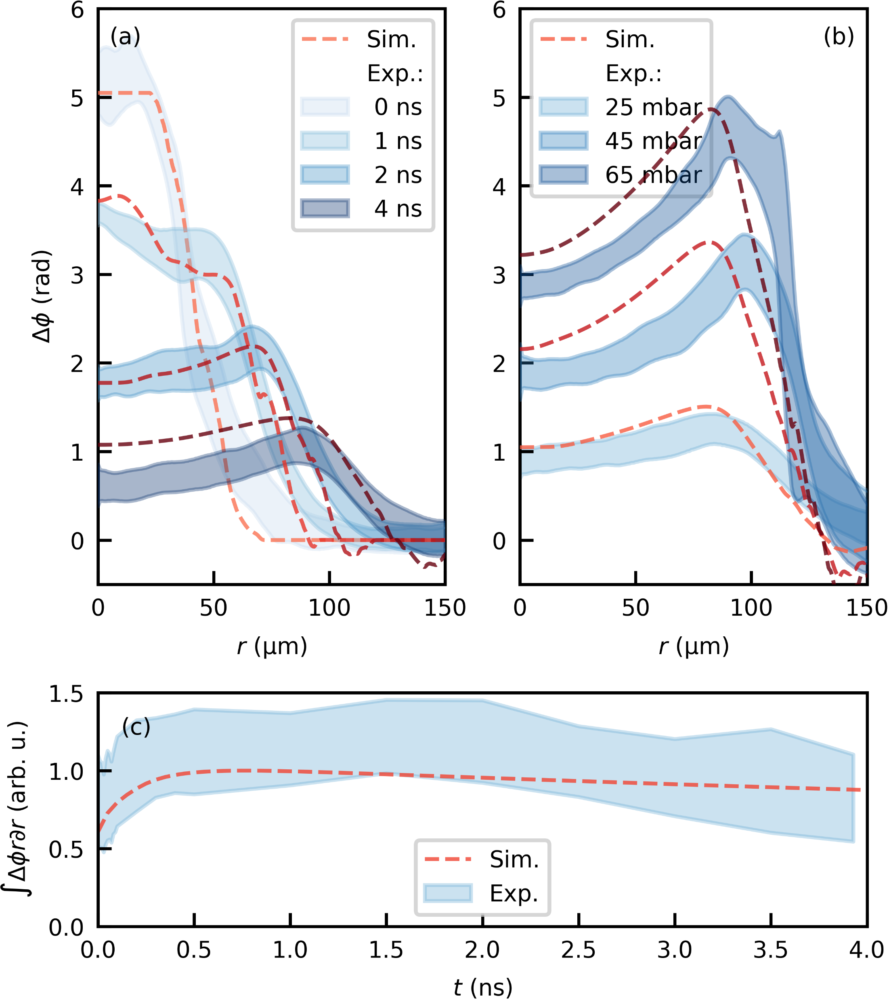 (a)
Sim.
Exp.:
0 ns
1 ns
2 ns
4 ns
6
5
4
3
2
1
0
Δϕ (rad)
0 50 100 150
r (μm)
(b)
Sim.
Exp.:
25 mbar
45 mbar
65 mbar
6
5
4
3
2
1
0
0 50 100 150
r (μm)
(c)
1.5
1.0
0.5
0.0
∫Δϕr∂r (arb. u.)
Sim.
Exp.
0.0 0.5 1.0 1.5 2.0 2.5 3.0 3.5 4.0
t (ns)